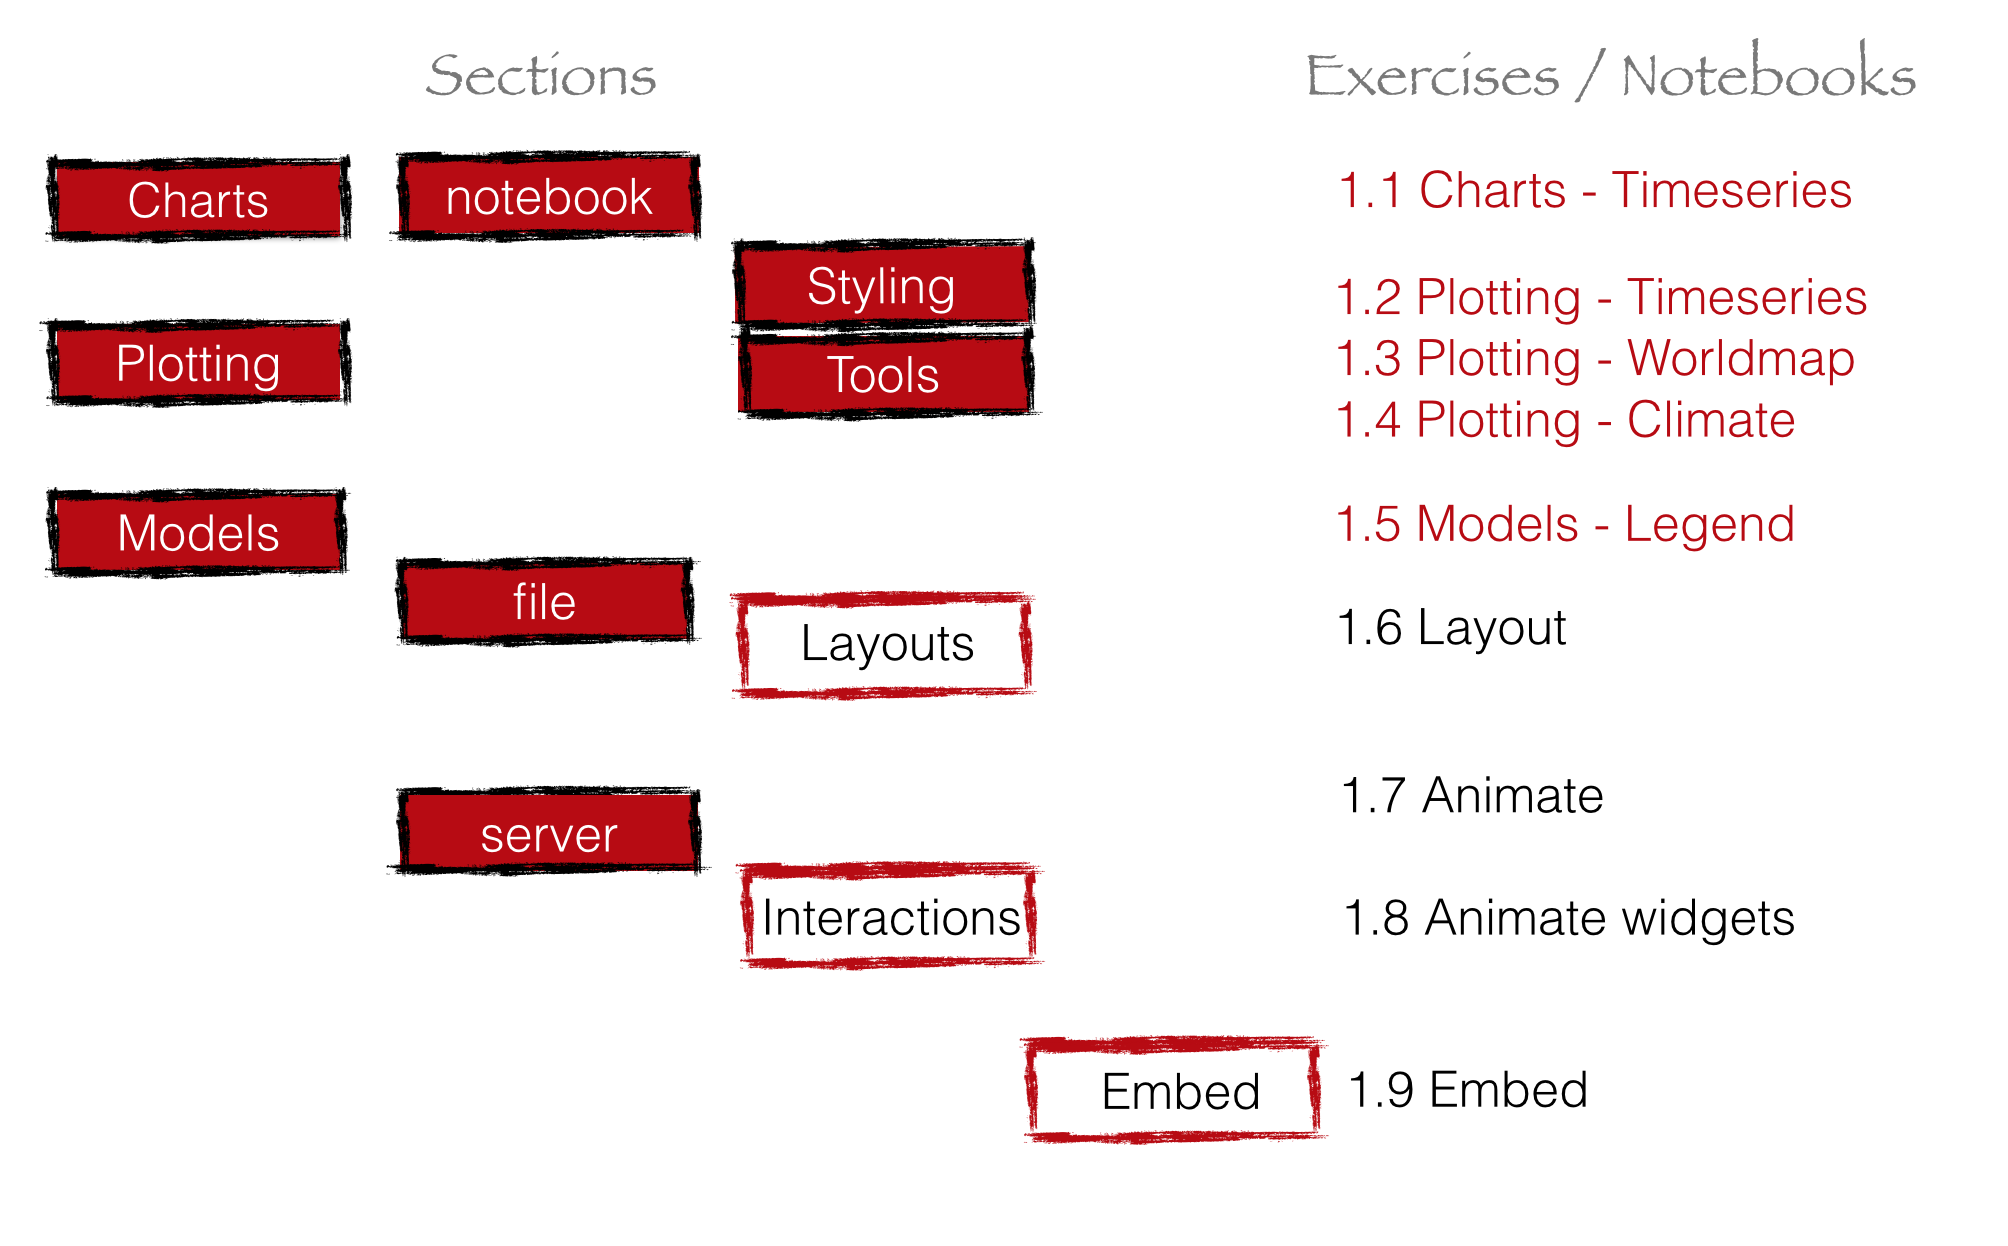 Sections
Exercises / Notebooks
Charts
notebook
1.1 Charts - Timeseries
Styling
1.2 Plotting - Timeseries
Plotting
Tools
1.3 Plotting - Worldmap
1.4 Plotting - Climate
Models
1.5 Models - Legend
file
Layouts
1.6 Layout
server
1.7 Animate
Interactions
1.8 Animate widgets
Embed
1.9 Embed